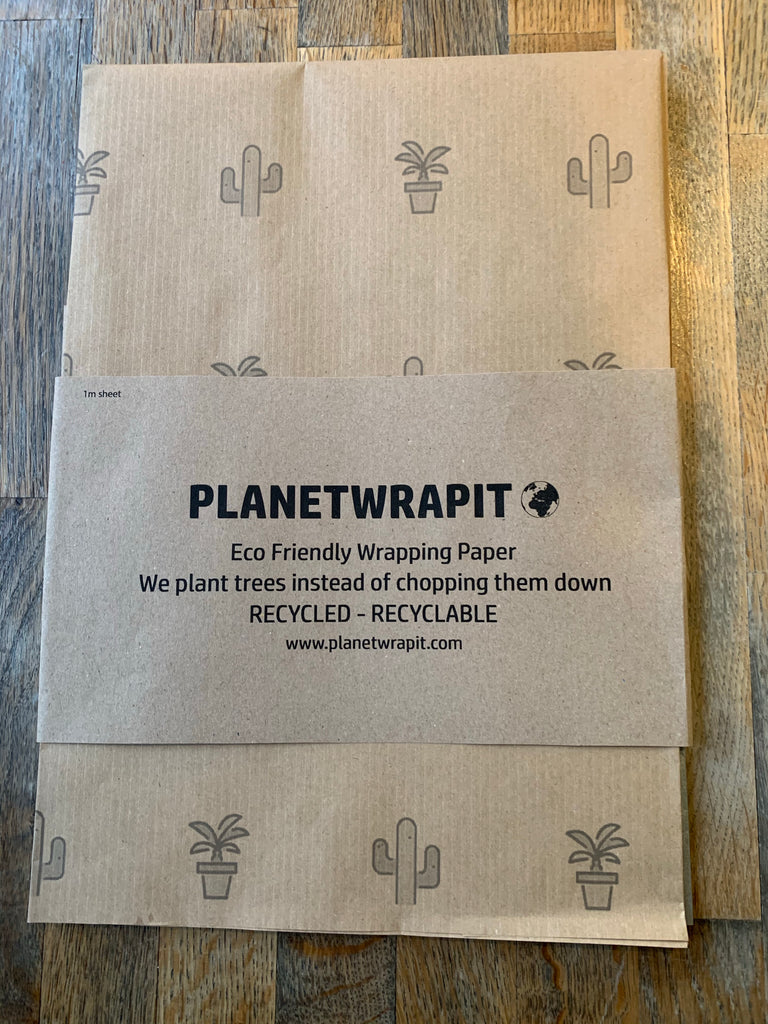 1m sheet
PLANETWRAPIT
Eco Friendly Wrapping Paper
We plant trees instead of chopping them down
RECYCLED - RECYCLABLE
www.planetwrapit.com